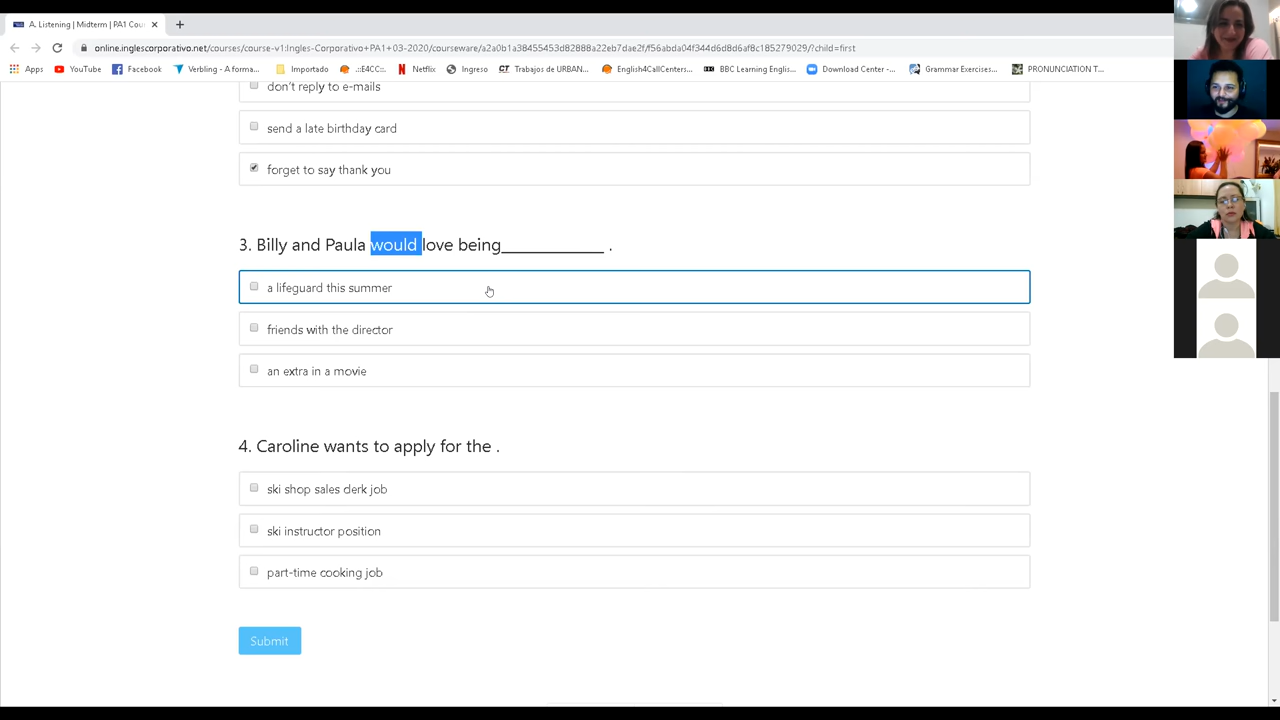 A. Listening | Midterm | PA1 Cou
online.inglescorporativo.net/courses/course-v1:Ingles-Corporativo+PA1+03-2020/courseware/a2a0b1a38455453d82888a22eb7dae2f/f56abda04f344d6d8d6af8c185279029/?child=first
Apps YouTube Facebook Verbling - A forma... Importado .::E4CC::. Netflix Ingreso Trabajos de URBAN... English4CallCenters... BBC Learning Englis... Download Center -... Grammar Exercises... PRONUNCIATION T...
don't reply to e-mails
send a late birthday card
forget to say thank you
3. Billy and Paula would love being____________ .
a lifeguard this summer
friends with the director
an extra in a movie
4. Caroline wants to apply for the .
ski shop sales clerk job
ski instructor position
part-time cooking job
Submit